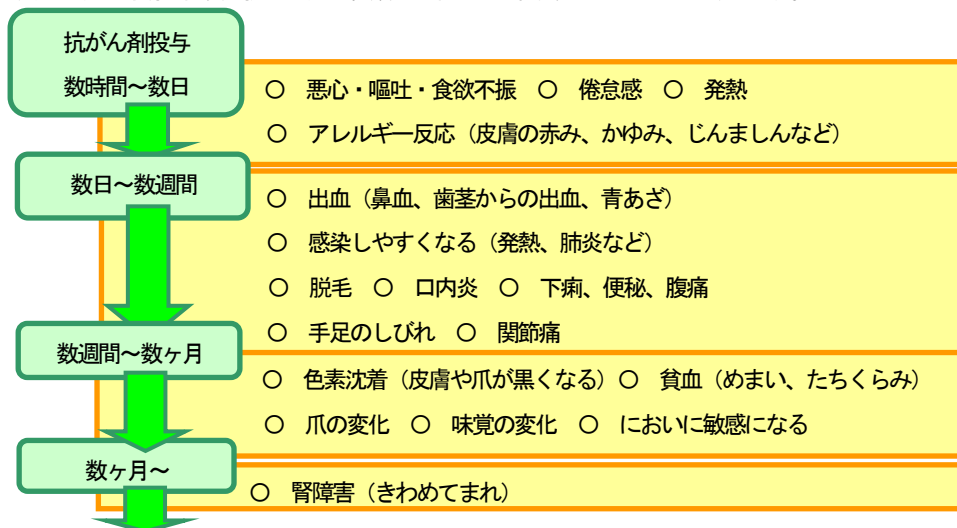 抗がん剤投与
数時間～数日
○ 悪心・嘔吐・食欲不振 ○ 倦怠感 ○ 発熱
○ アレルギー反応（皮膚の赤み、かゆみ、じんましんなど）
数日～数週間
○ 出血（鼻血、歯茎からの出血、青あざ）
○ 感染しやすくなる（発熱、肺炎など）
○ 脱毛 ○ 口内炎 ○ 下痢、便秘、腹痛
○ 手足のしびれ ○ 関節痛
数週間～数ヶ月
○ 色素沈着（皮膚や爪が黒くなる）○ 貧血（めまい、たちくらみ）
○ 爪の変化 ○ 味覚の変化 ○ においに敏感になる
数ヶ月～
○ 腎障害（きわめてまれ）